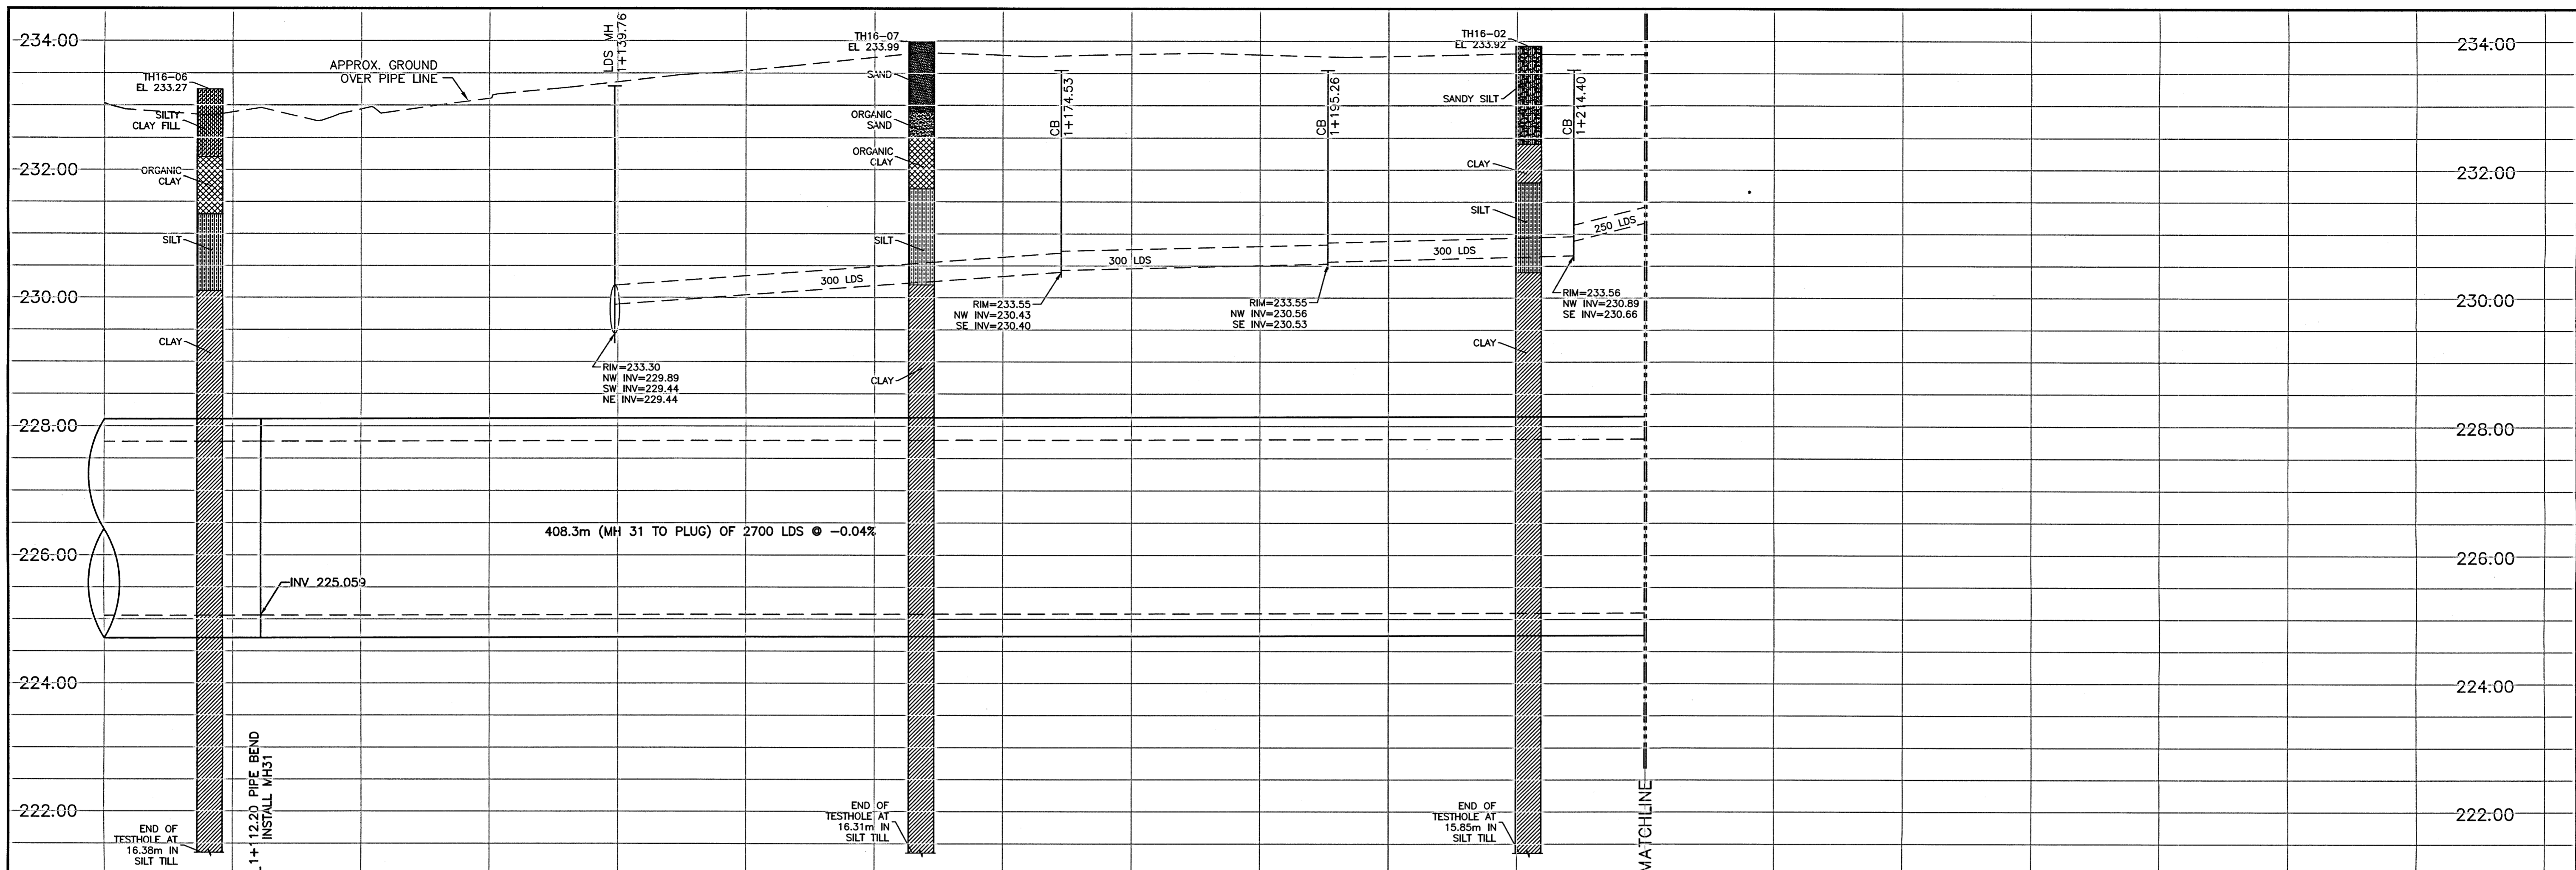 234.00
232.00
230.00
228.00
226.00
224.00
222.00
TH16-06
EL 233.27
SILTY
CLAY FILL
ORGANIC
CLAY
SILT
CLAY
END OF
TESTHOLE AT
16.38m IN
SILT TILL
APPROX. GROUND
OVER PIPE LINE
1+112.20 PIPE BEND
INSTALL MH31
INV 225.059
LDS MH
1+139.76
RIM=233.30
NW INV=229.89
SW INV=229.44
NE INV=229.44
408.3m (MH 31 TO PLUG) OF 2700 LDS @ -0.04%
300 LDS
TH16-07
EL 233.99
SAND
ORGANIC
SAND
ORGANIC
CLAY
SILT
CLAY
END OF
TESTHOLE AT
16.31m IN
SILT TILL
CB
1+174.53
RIM=233.55
NW INV=230.43
SE INV=230.40
300 LDS
CB
1+195.26
RIM=233.55
NW INV=230.56
SE INV=230.53
300 LDS
TH16-02
EL 233.92
SANDY SILT
CLAY
SILT
CLAY
END OF
TESTHOLE AT
15.85m IN
SILT TILL
CB
1+214.40
RIM=233.56
NW INV=230.89
SE INV=230.66
250 LDS
MATCHLINE
234.00
232.00
230.00
228.00
226.00
224.00
222.00